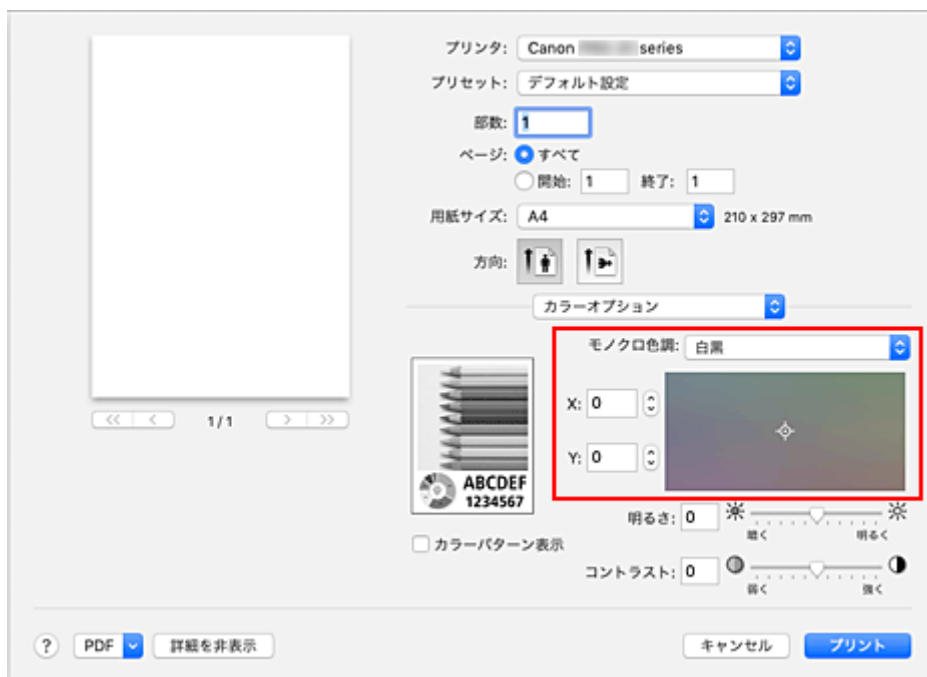 プリンタ: Canon series
プリセット: デフォルト設定
部数: 1
ページ: すべて
開始: 1 終了: 1
用紙サイズ: A4 210 x 297 mm
方向:
カラーオプション
モノクロ色調: 白黒
X: 0
Y: 0
<< < 1 / 1 > >>
ABCDEF
1234567
明るさ: 0
暗く 明るく
カラーパターン表示
コントラスト: 0
弱く 強く
? PDF 詳細を非表示 キャンセル プリント